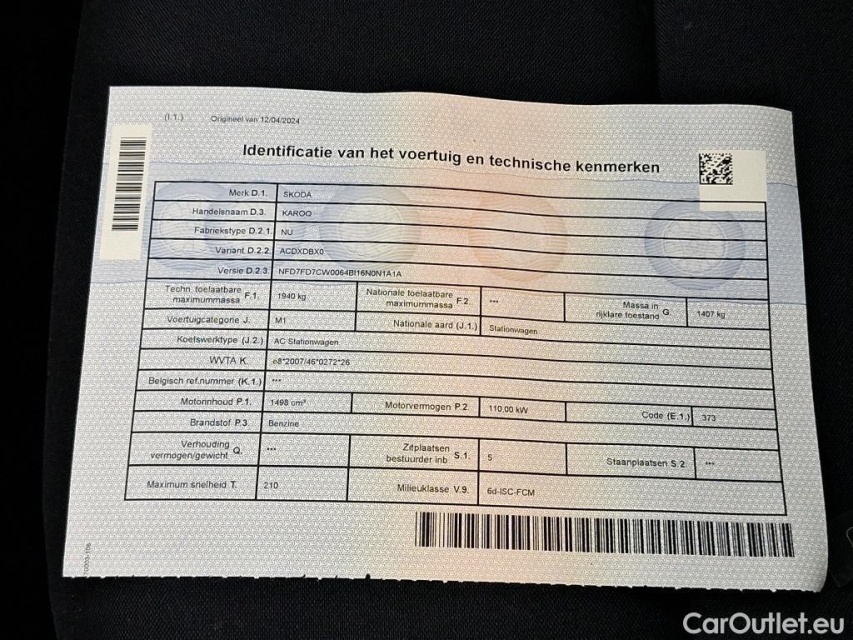 (I.1.) Origineel van 12/04/2024
Identificatie van het voertuig en technische kenmerken
Merk D.1. SKODA
Handelsnaam D.3. KAROQ
Fabriekstype D.2.1. NU
Variant D.2.2. ACDXDBX0
Versie D.2.3. NFD7FD7CW0064BI16N0N1A1A
Techn. toelaatbare maximummassa F.1. 1940 kg Nationale toelaatbare maximummassa F.2. --- Massa in rijklare toestand G. 1407 kg
Voertuigcategorie J. M1 Nationale aard (J.1.) Stationwagen
Koetswerktype (J.2.) AC Stationwagen
WVTA K. e8*2007/46*0272*26
Belgisch ref.nummer (K.1.) ---
Motorinhoud P.1. 1498 cm³ Motorvermogen P.2. 110,00 kW Code (E.1.) 373
Brandstof P.3. Benzine
Verhouding vermogen/gewicht Q. --- Zitplaatsen bestuurder inb S.1. 5 Staanplaatsen S.2. ---
Maximum snelheid T. 210 Milieuklasse V.9. 6d-ISC-FCM
CarOutlet.eu